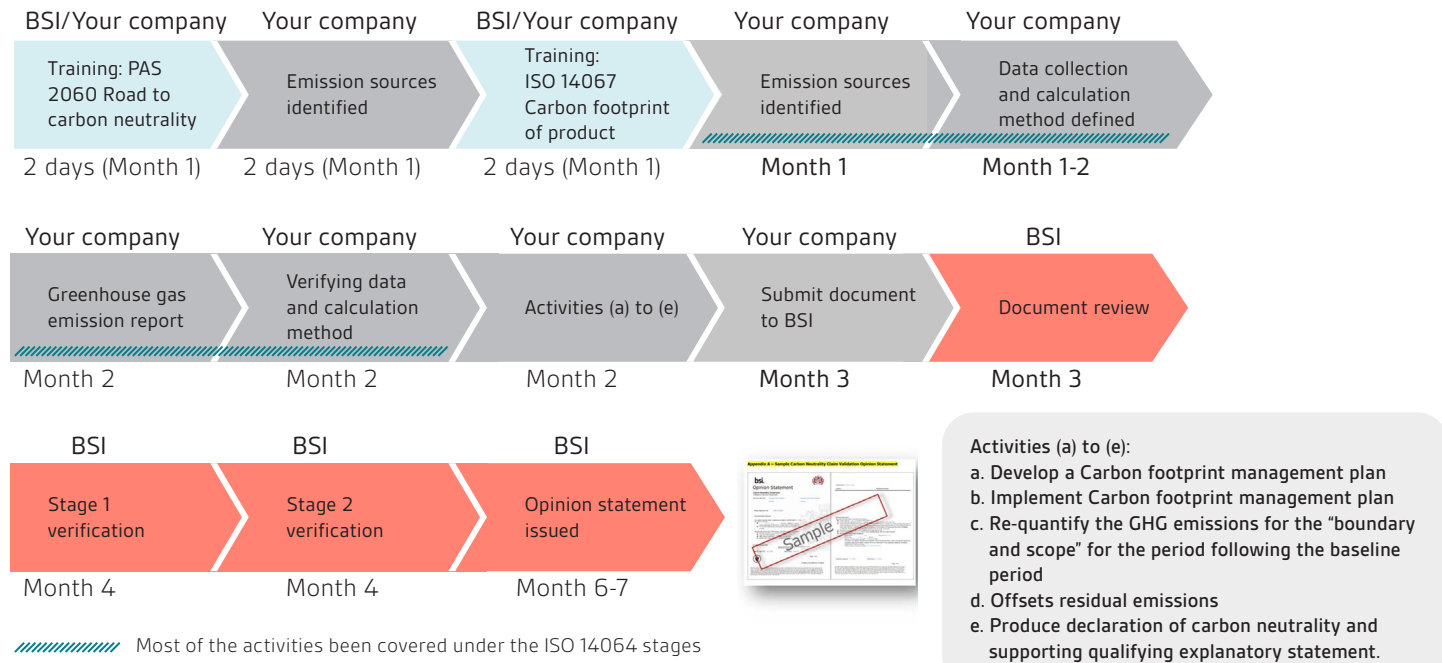 BSI/Your company
Your company
BSI/Your company
Your company
Your company
Training: PAS
2060 Road to
carbon neutrality
Emission sources
identified
Training:
ISO 14067
Carbon footprint
of product
Emission sources
identified
Data collection
and calculation
method defined
2 days (Month 1)
2 days (Month 1)
2 days (Month 1)
Month 1
Month 1-2
Your company
Your company
Your company
Your company
BSI
Greenhouse gas
emission report
Verifying data
and calculation
method
Activities (a) to (e)
Submit document
to BSI
Document review
Month 2
Month 2
Month 2
Month 3
Month 3
BSI
BSI
BSI
Stage 1
verification
Stage 2
verification
Opinion statement
issued
Month 4
Month 4
Month 6-7
Appendix A – Sample Carbon Neutrality Claim Validation Opinion Statement
bsi.
Opinion Statement
Sample
Activities (a) to (e):
a. Develop a Carbon footprint management plan
b. Implement Carbon footprint management plan
c. Re-quantify the GHG emissions for the “boundary
and scope” for the period following the baseline
period
d. Offsets residual emissions
e. Produce declaration of carbon neutrality and
supporting qualifying explanatory statement.
Most of the activities been covered under the ISO 14064 stages